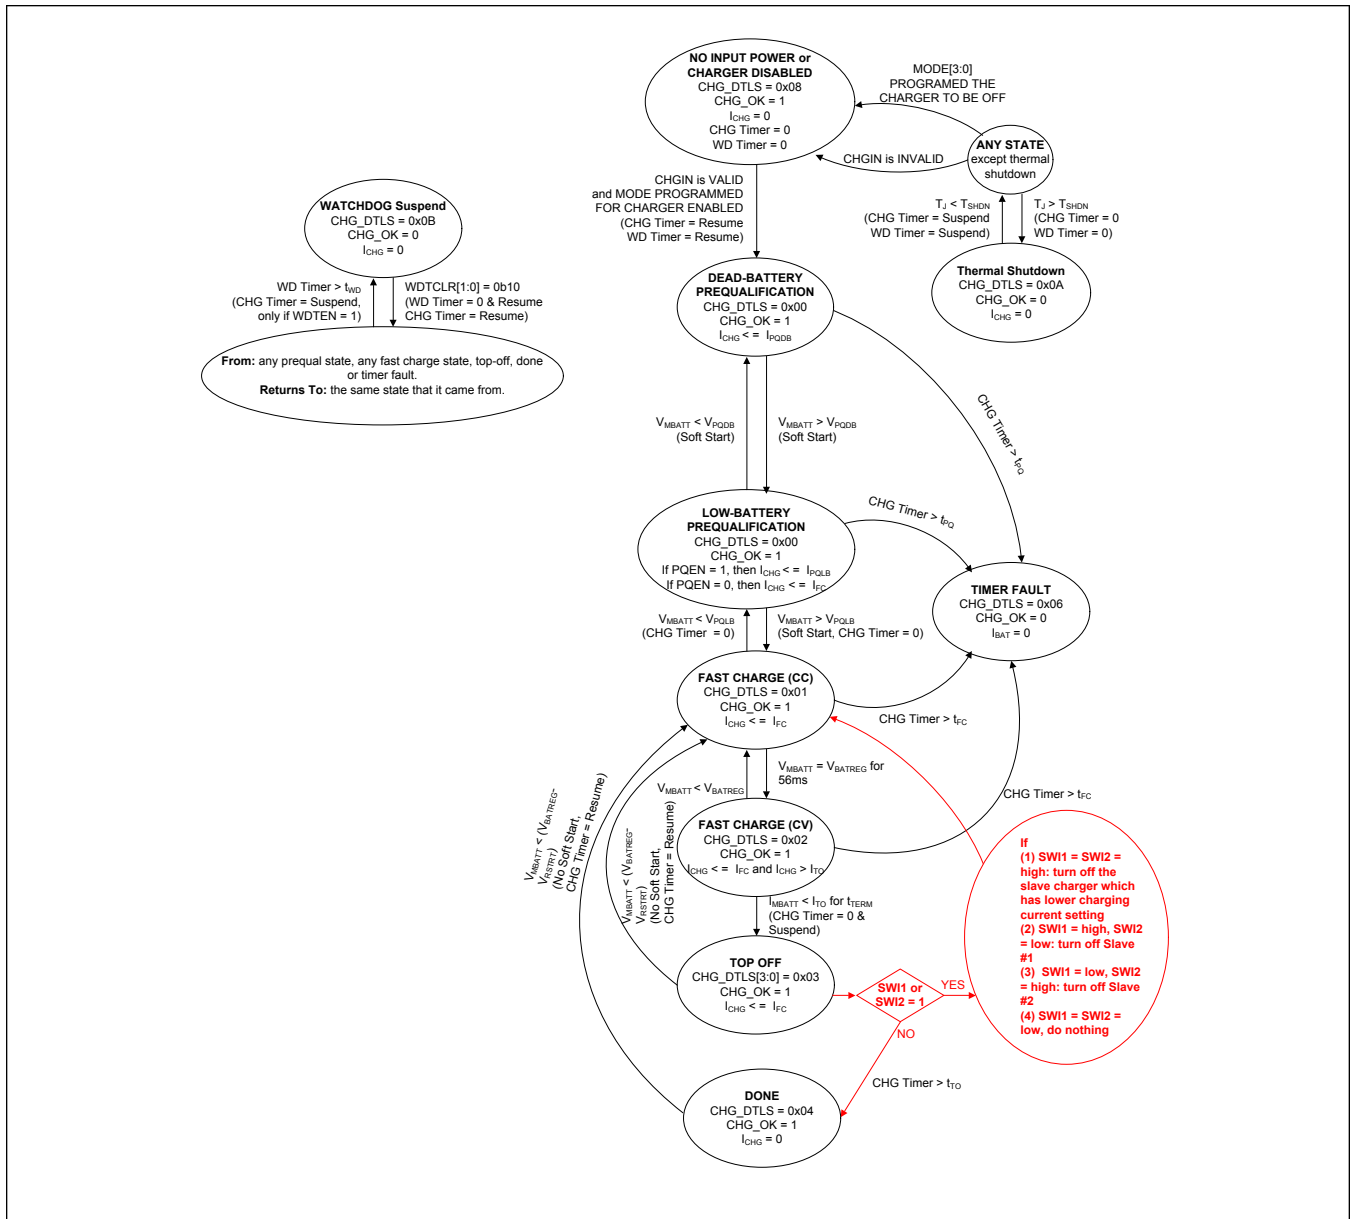 NO INPUT POWER or
CHARGER DISABLED
CHG_DTLS = 0x08
CHG_OK = 1
ICHG = 0
CHG Timer = 0
WD Timer = 0
MODE[3:0]
PROGRAMED THE
CHARGER TO BE OFF
ANY STATE
except thermal
shutdown
CHGIN is INVALID
CHGIN is VALID
and MODE PROGRAMMED
FOR CHARGER ENABLED
(CHG Timer = Resume
WD Timer = Resume)
TJ < TSHDN
(CHG Timer = Suspend
WD Timer = Suspend)
TJ > TSHDN
(CHG Timer = 0
WD Timer = 0)
Thermal Shutdown
CHG_DTLS = 0x0A
CHG_OK = 0
ICHG = 0
WATCHDOG Suspend
CHG_DTLS = 0x0B
CHG_OK = 0
ICHG = 0
WD Timer > tWD
(CHG Timer = Suspend,
only if WDTEN = 1)
WDTCLR[1:0] = 0b10
(WD Timer = 0 & Resume
CHG Timer = Resume)
From: any prequal state, any fast charge state, top-off, done
or timer fault.
Returns To: the same state that it came from.
DEAD-BATTERY
PREQUALIFICATION
CHG_DTLS = 0x00
CHG_OK = 1
ICHG < = IPQDB
VMBATT < VPQDB
(Soft Start)
VMBATT > VPQDB
(Soft Start)
CHG Timer > tPQ
LOW-BATTERY
PREQUALIFICATION
CHG_DTLS = 0x00
CHG_OK = 1
If PQEN = 1, then ICHG < = IPQLB
If PQEN = 0, then ICHG < = IFC
CHG Timer > tPQ
TIMER FAULT
CHG_DTLS = 0x06
CHG_OK = 0
IBAT = 0
VMBATT < VPQLB
(CHG Timer = 0)
VMBATT > VPQLB
(Soft Start, CHG Timer = 0)
FAST CHARGE (CC)
CHG_DTLS = 0x01
CHG_OK = 1
ICHG < = IFC
CHG Timer > tFC
VMBATT < VBATREG
VMBATT = VBATREG for
56ms
CHG Timer > tFC
FAST CHARGE (CV)
CHG_DTLS = 0x02
CHG_OK = 1
ICHG < = IFC and ICHG > ITO
VMBATT < (VBATREG-
VRSTRT)
(No Soft Start,
CHG Timer = Resume)
VMBATT < (VBATREG-
VRSTRT)
(No Soft Start,
CHG Timer = Resume)
IMBATT < ITO for tTERM
(CHG Timer = 0 &
Suspend)
TOP OFF
CHG_DTLS[3:0] = 0x03
CHG_OK = 1
ICHG < = IFC
SWI1 or
SWI2 = 1
YES
NO
If
(1) SWI1 = SWI2 =
high: turn off the
slave charger which
has lower charging
current setting
(2) SWI1 = high, SWI2
= low: turn off Slave
#1
(3) SWI1 = low, SWI2
= high: turn off Slave
#2
(4) SWI1 = SWI2 =
low, do nothing
CHG Timer > tTO
DONE
CHG_DTLS = 0x04
CHG_OK = 1
ICHG = 0